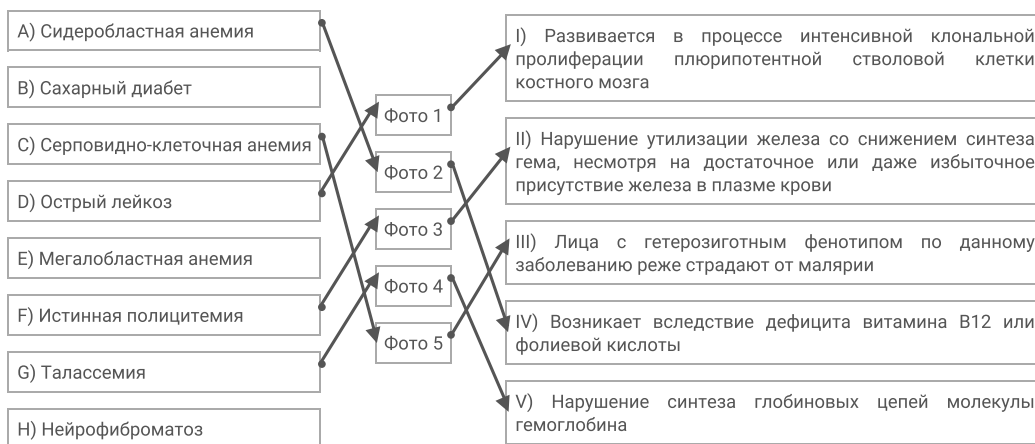 A) Сидеробластная анемия
B) Сахарный диабет
C) Серповидно-клеточная анемия
D) Острый лейкоз
E) Мегалобластная анемия
F) Истинная полицитемия
G) Талассемия
H) Нейрофиброматоз
Фото 1
Фото 2
Фото 3
Фото 4
Фото 5
I) Развивается в процессе интенсивной клональной
пролиферации плюрипотентной стволовой клетки
костного мозга
II) Нарушение утилизации железа со снижением синтеза
гема, несмотря на достаточное или даже избыточное
присутствие железа в плазме крови
III) Лица с гетерозиготным фенотипом по данному
заболеванию реже страдают от малярии
IV) Возникает вследствие дефицита витамина B12 или
фолиевой кислоты
V) Нарушение синтеза глобиновых цепей молекулы
гемоглобина